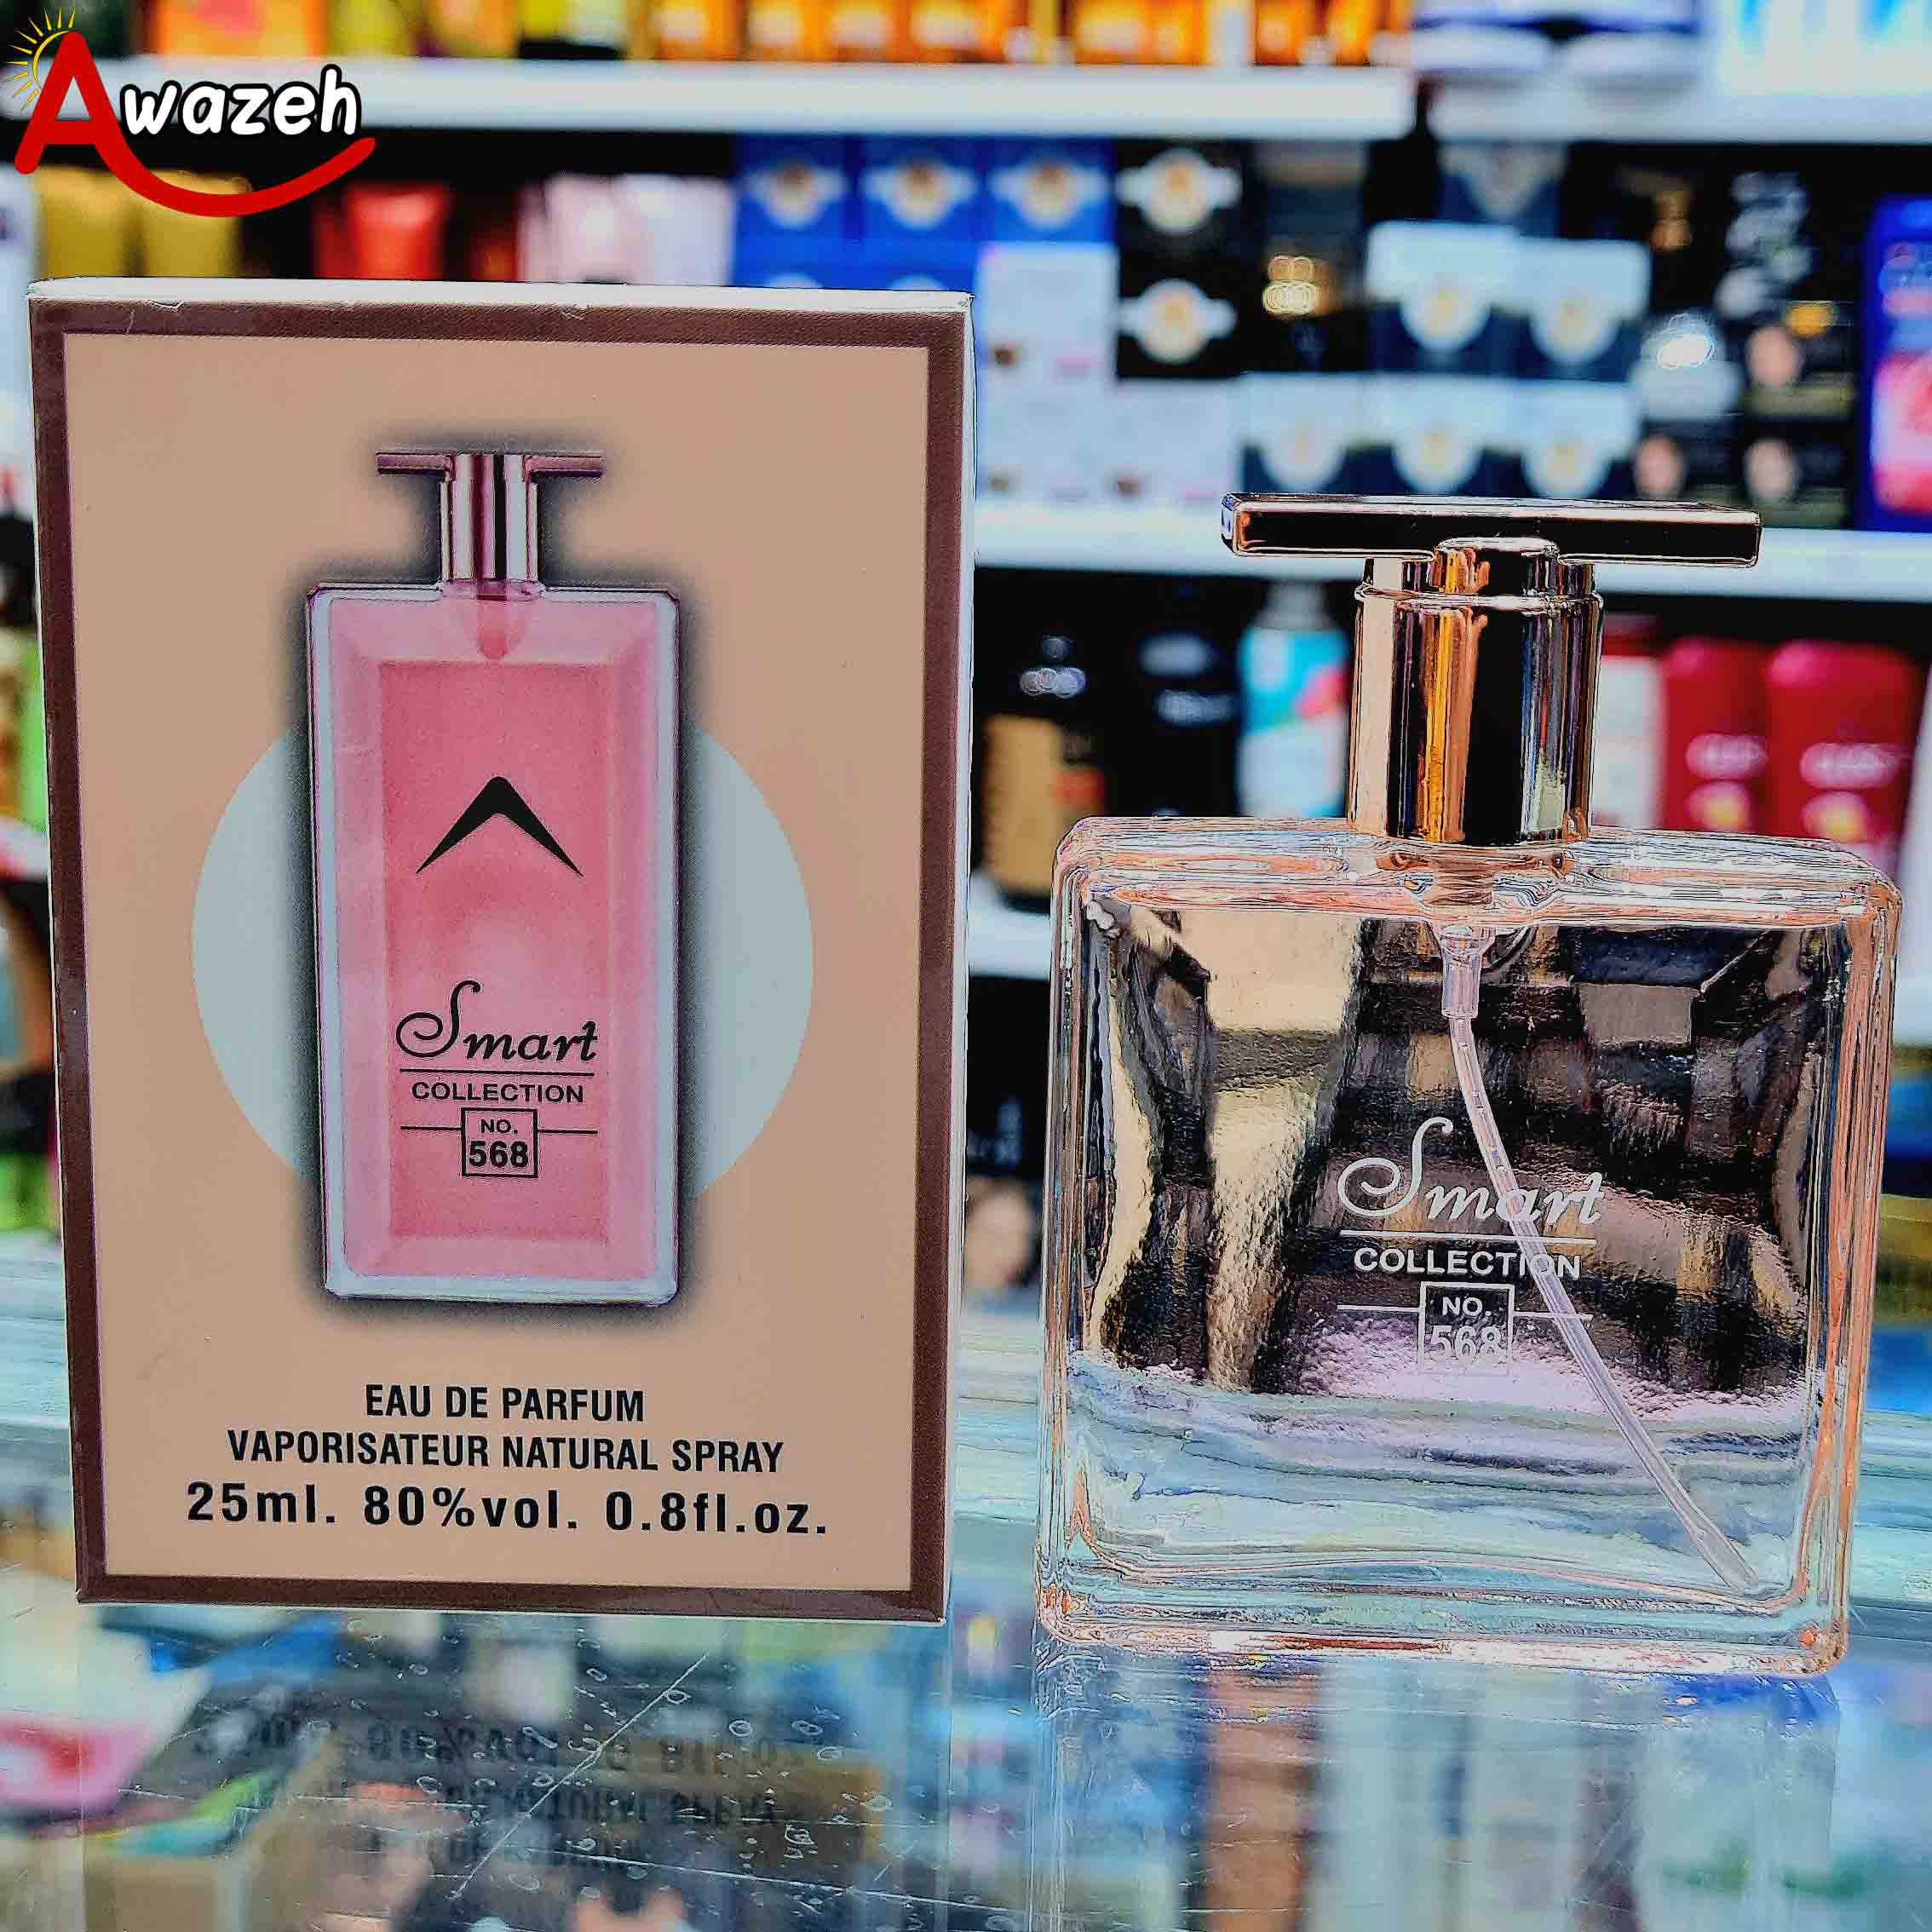 Awazeh
Smart
COLLECTION
NO.
568
EAU DE PARFUM
VAPORISATEUR NATURAL SPRAY
25ml. 80%vol. 0.8fl.oz.
Smart
COLLECTION
NO.
568